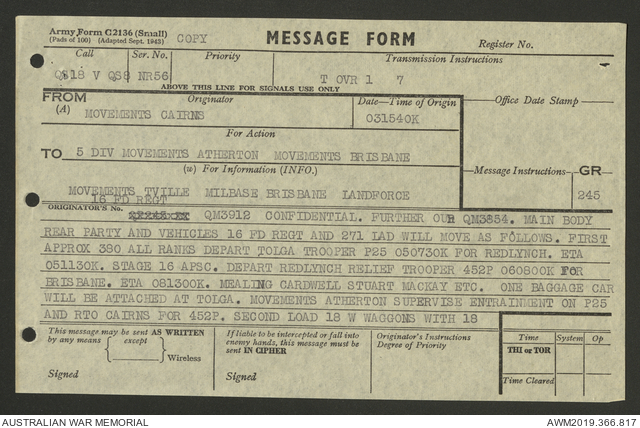 Army Form C2136 (Small)
(Pads of 100) (Adapted Sept. 1943)
COPY
MESSAGE FORM
Register No.
Call
Ser. No.
Priority
Transmission Instructions
V QS8 NR56
T OVR 1 7
ABOVE THIS LINE FOR SIGNALS USE ONLY
FROM
(A)
Originator
Date—Time of Origin
Office Date Stamp
MOVEMENTS CAIRNS
031540K
For Action
TO
5 DIV MOVEMENTS ATHERTON MOVEMENTS BRISBANE
(w) For Information (INFO.)
Message Instructions
GR
MOVEMENTS TVILLE MILBASE BRISBANE LANDFORCE
245
16 FD REGT
ORIGINATOR'S No.
QM3912 CONFIDENTIAL. FURTHER OUR QM3854. MAIN BODY
REAR PARTY AND VEHICLES 16 FD REGT AND 271 LAD WILL MOVE AS FOLLOWS. FIRST
APPROX 380 ALL RANKS DEPART TOLGA TROOPER P25 050730K FOR REDLYNCH. ETA
051130K. STAGE 16 APSC. DEPART REDLYNCH RELIEF TROOPER 452P 060800K FOR
BRISBANE. ETA 081300K. MEALING CARDWELL STUART MACKAY ETC. ONE BAGGAGE CAR
WILL BE ATTACHED AT TOLGA. MOVEMENTS ATHERTON SUPERVISE ENTRAINMENT ON P25
AND RTO CAIRNS FOR 452P. SECOND LOAD 18 W WAGGONS WITH 18
This message may be sent AS WRITTEN
by any means
except
Wireless
Signed
If liable to be intercepted or fall into
enemy hands, this message must be
sent IN CIPHER
Signed
Originator's Instructions
Degree of Priority
Time
System
Op
THI or TOR
Time Cleared
AUSTRALIAN WAR MEMORIAL
AWM2019.366.817